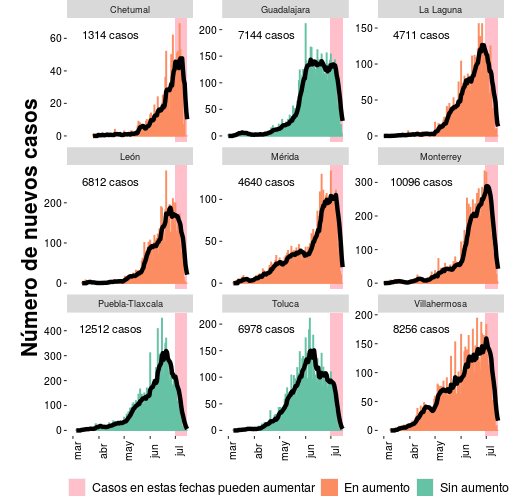 Número de nuevos casos
Chetumal
1314 casos
60
40
20
0
Guadalajara
7144 casos
200
150
100
50
0
La Laguna
4711 casos
150
100
50
0
León
6812 casos
200
100
0
Mérida
4640 casos
100
50
0
Monterrey
10096 casos
300
200
100
0
Puebla-Tlaxcala
12512 casos
400
300
200
100
0
Toluca
6978 casos
200
150
100
50
0
Villahermosa
8256 casos
200
150
100
50
0
mar abr may jun jul
mar abr may jun jul
mar abr may jun jul
Casos en estas fechas pueden aumentar En aumento Sin aumento